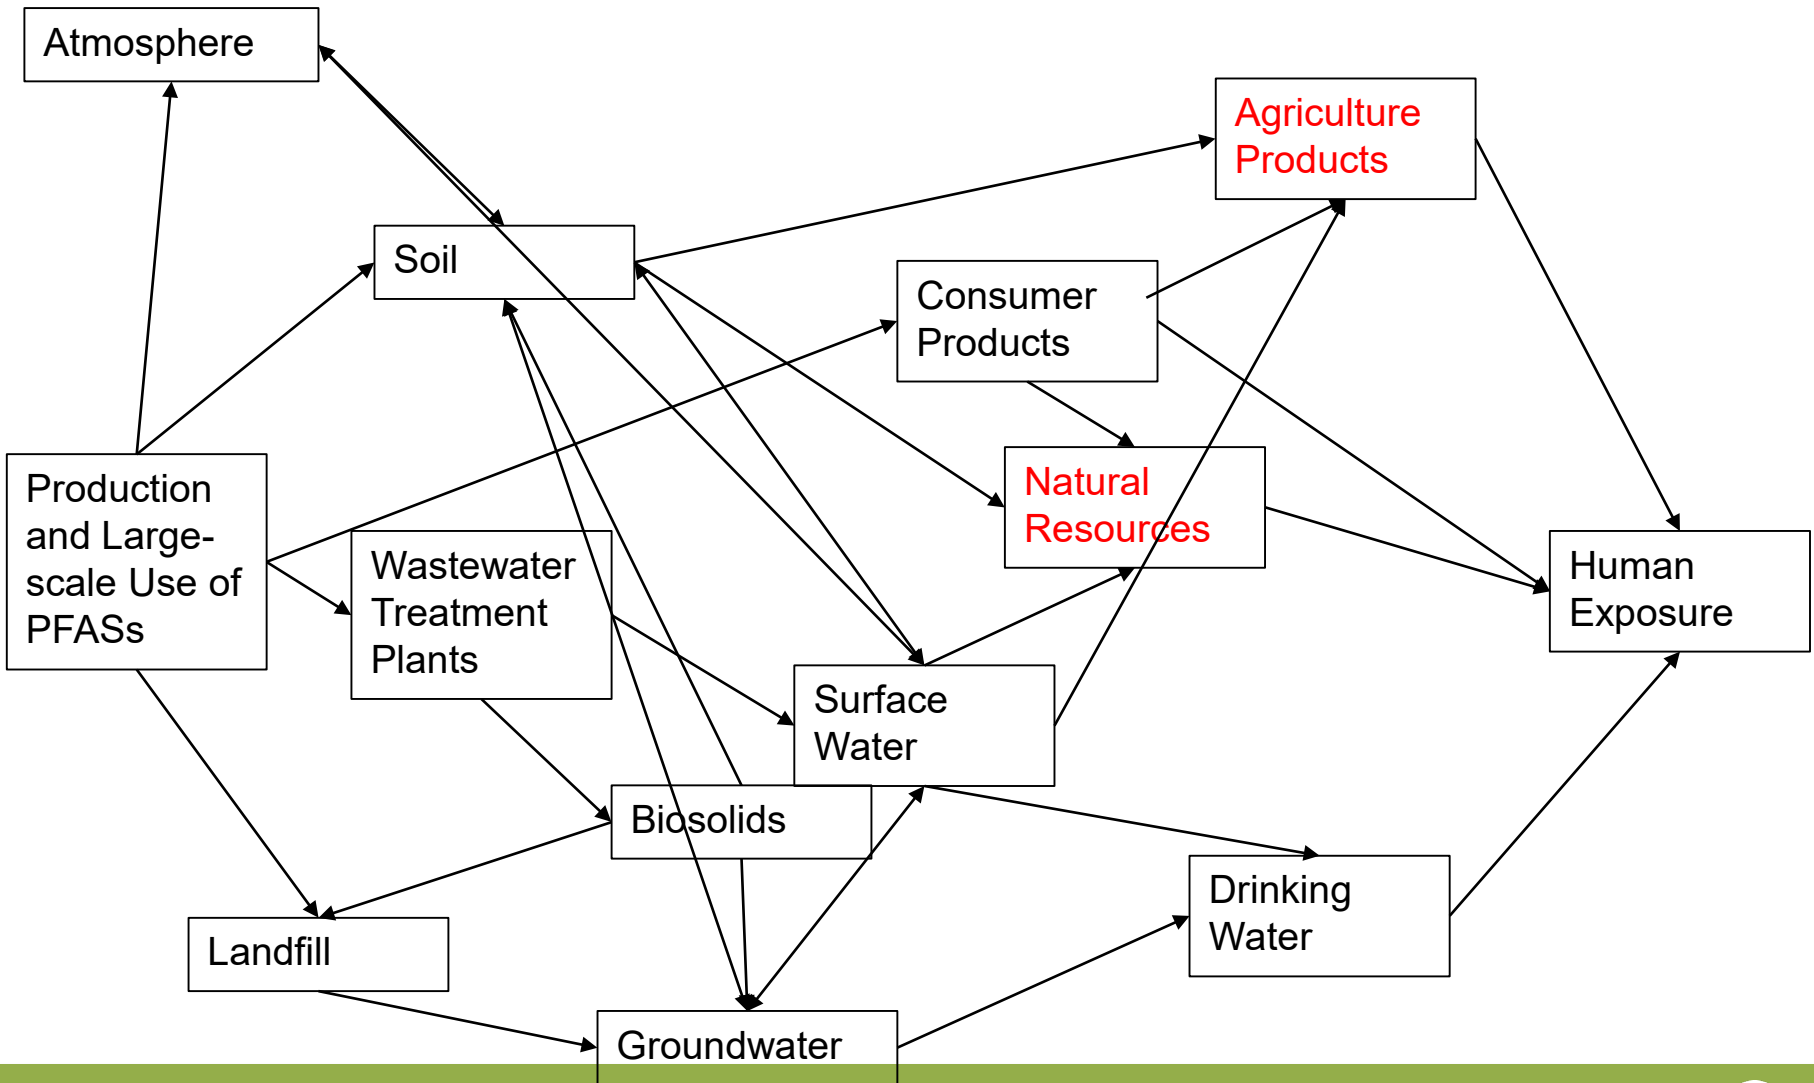 Atmosphere
Agriculture
Products
Soil
Consumer
Products
Production
and Large-
scale Use of
PFASs
Natural
Resources
Wastewater
Treatment
Plants
Human
Exposure
Surface
Water
Biosolids
Drinking
Water
Landfill
Groundwater